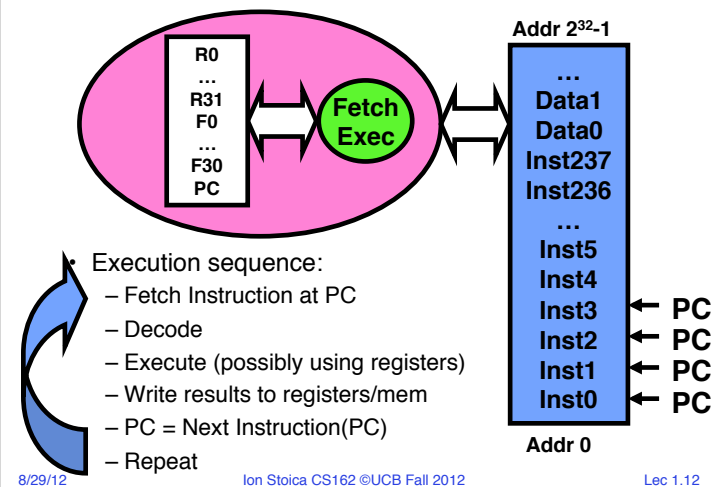 R0
…
R31
F0
…
F30
PC
Fetch
Exec
Addr 2³²-1
…
Data1
Data0
Inst237
Inst236
…
Inst5
Inst4
Inst3
Inst2
Inst1
Inst0
PC
PC
PC
PC
Addr 0
• Execution sequence:
– Fetch Instruction at PC
– Decode
– Execute (possibly using registers)
– Write results to registers/mem
– PC = Next Instruction(PC)
– Repeat
8/29/12
Ion Stoica CS162 ©UCB Fall 2012
Lec 1.12